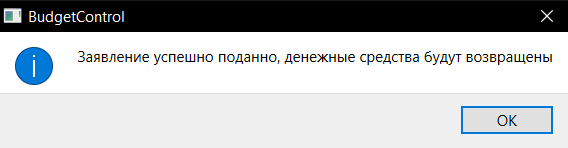 BudgetControl
Заявление успешно поданно, денежные средства будут возвращены
OK